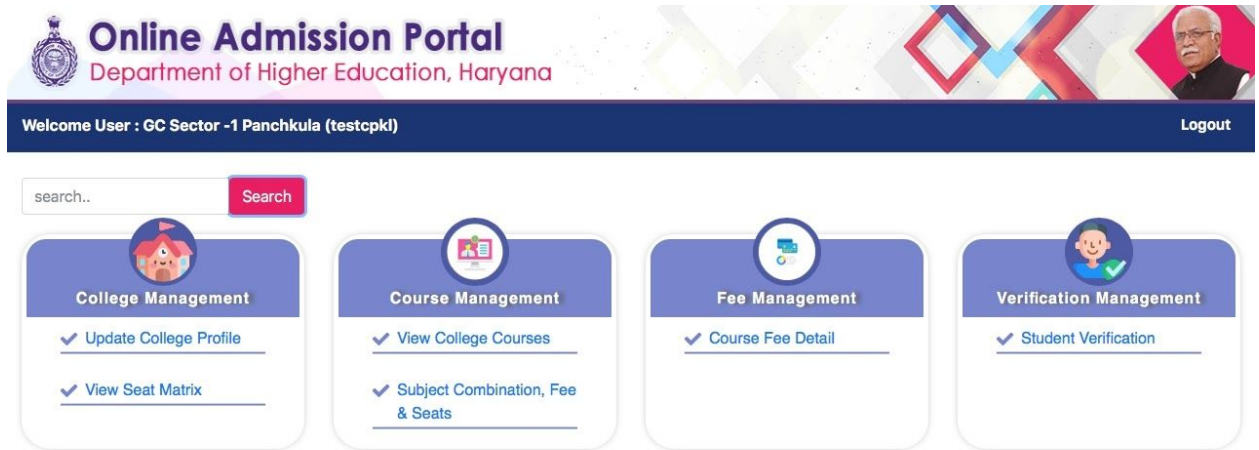 Online Admission Portal
Department of Higher Education, Haryana
Welcome User : GC Sector -1 Panchkula (testcpkl)
Logout
search..
Search
College Management
Update College Profile
View Seat Matrix
Course Management
View College Courses
Subject Combination, Fee
& Seats
Fee Management
Course Fee Detail
Verification Management
Student Verification